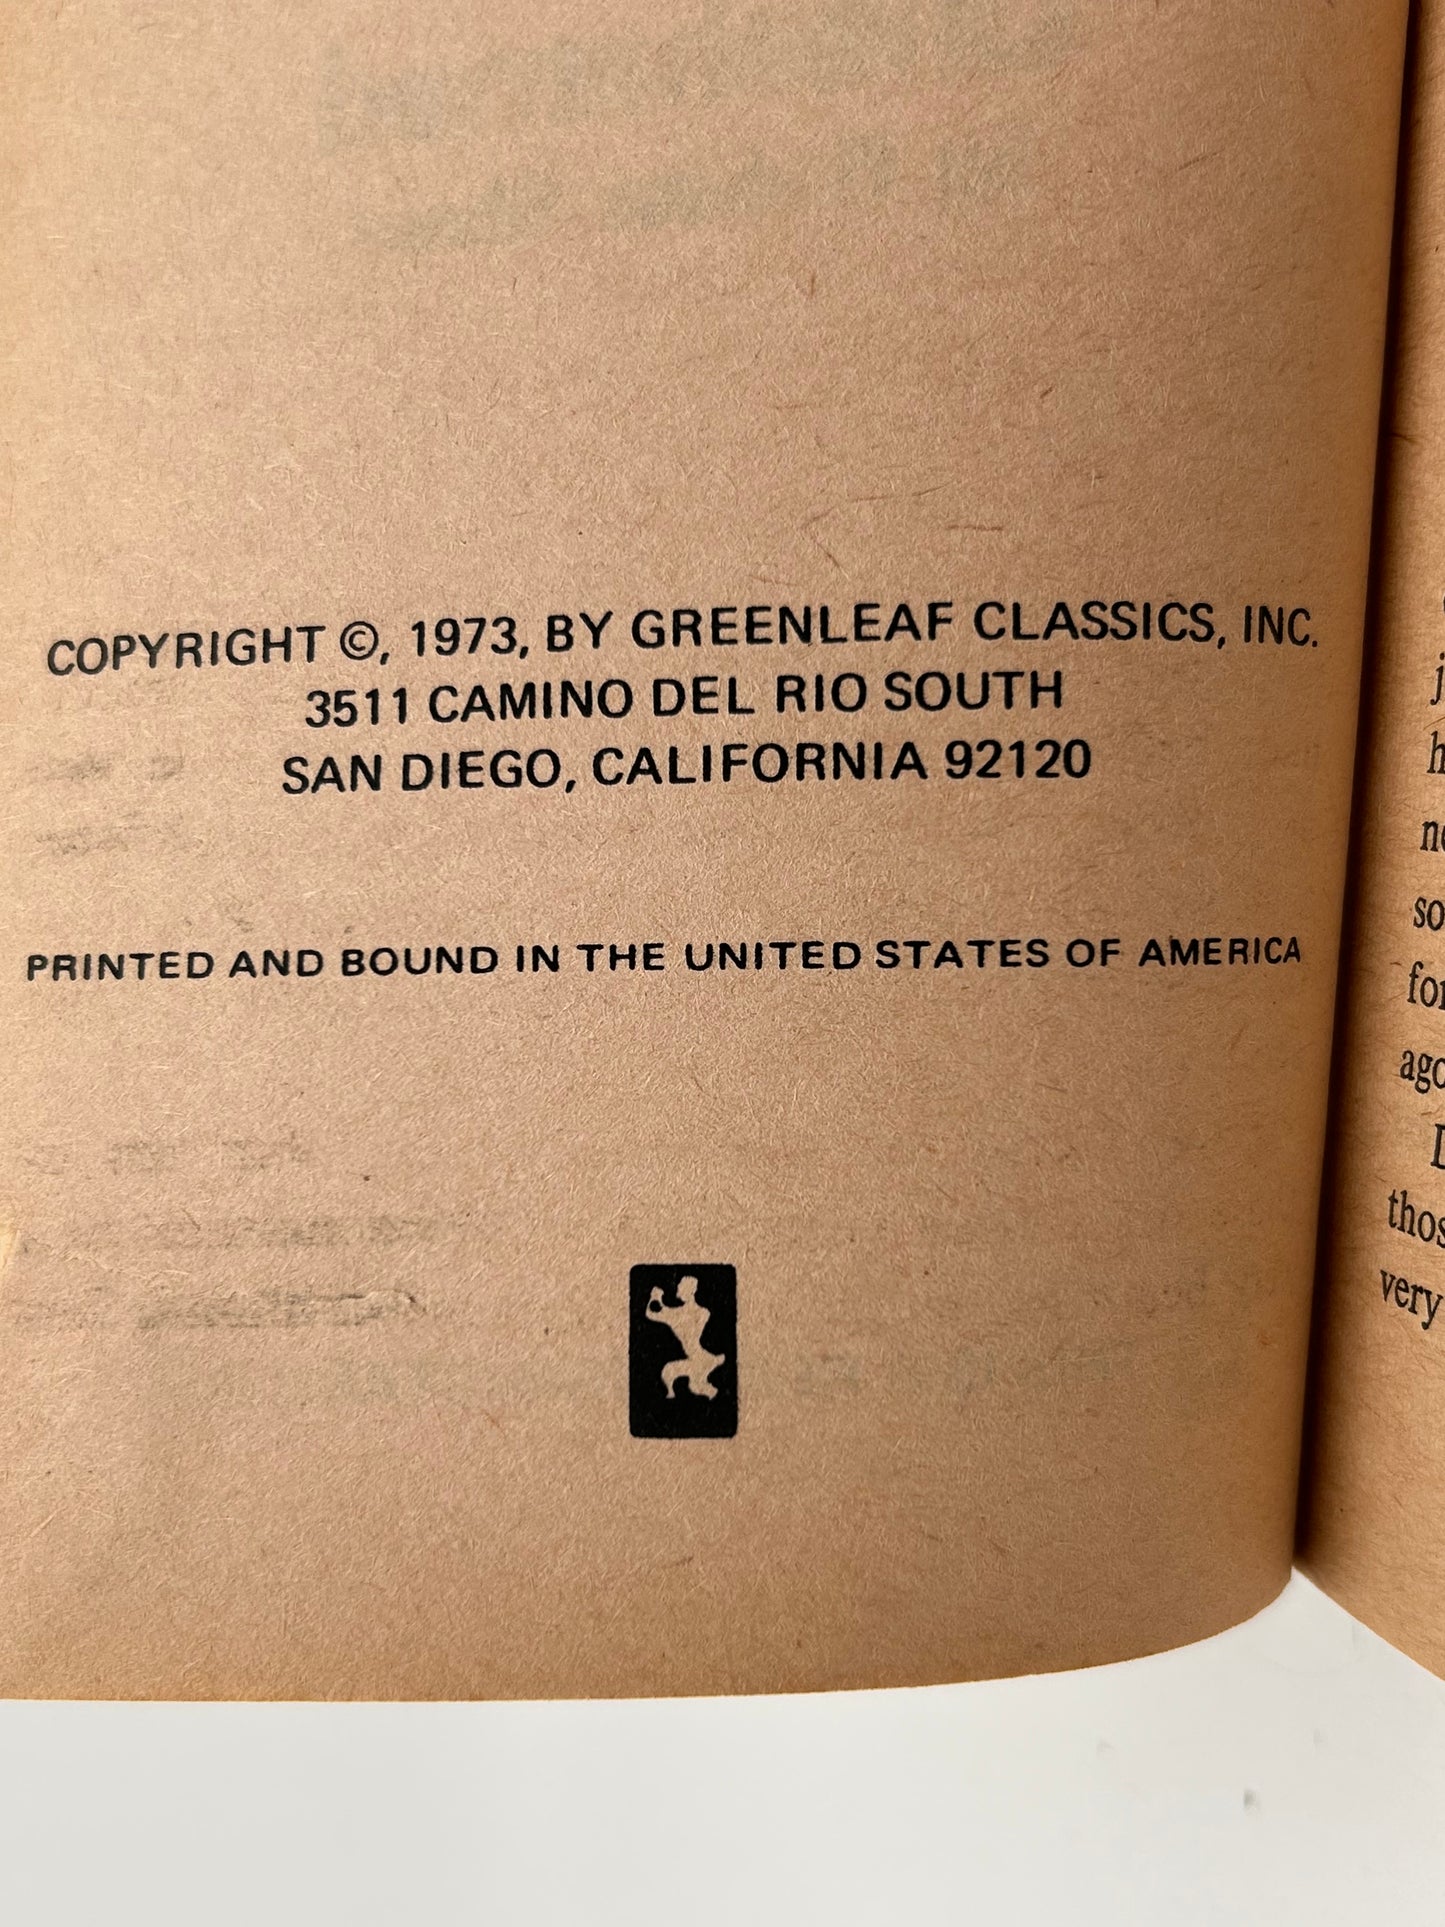 COPYRIGHT ©, 1973, BY GREENLEAF CLASSICS, INC.
3511 CAMINO DEL RIO SOUTH
SAN DIEGO, CALIFORNIA 92120
PRINTED AND BOUND IN THE UNITED STATES OF AMERICA
very